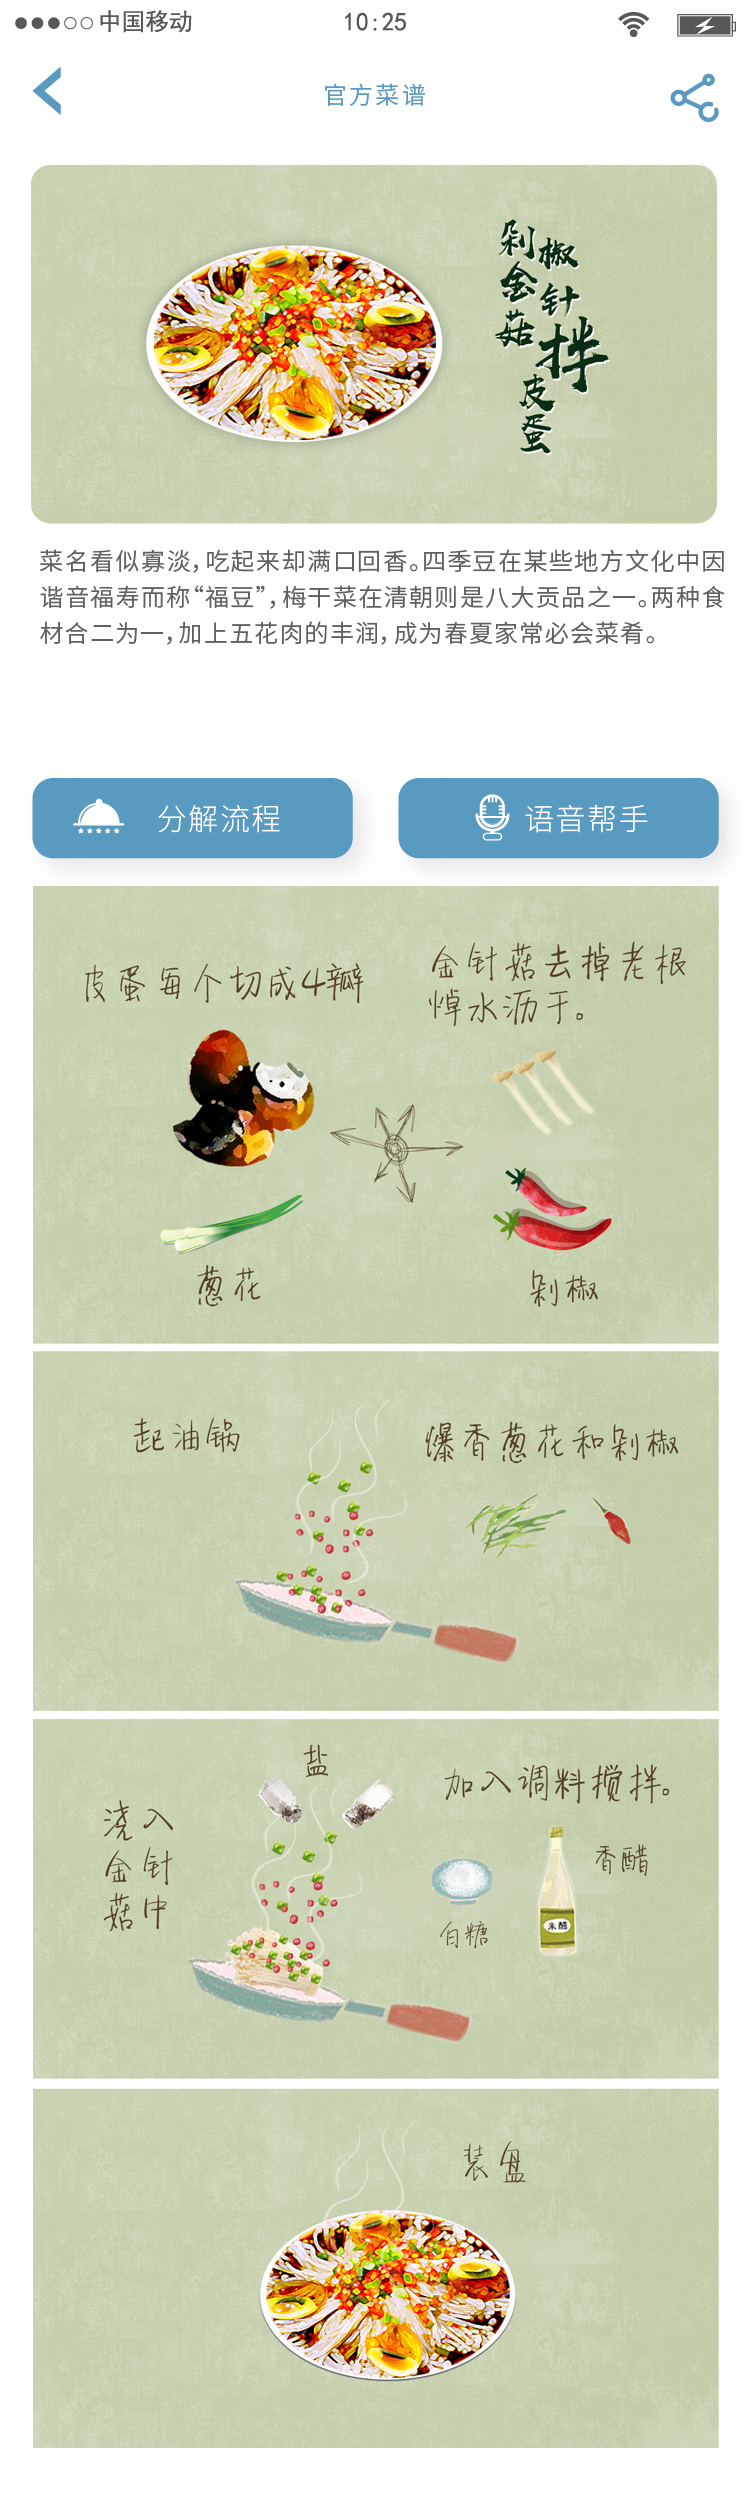 中国移动
10:25
官方菜谱
剁椒
金针
菇拌
皮
蛋
菜名看似寡淡，吃起来却满口回香。四季豆在某些地方文化中因
谐音福寿而称“福豆”，梅干菜在清朝则是八大贡品之一。两种食
材合二为一，加上五花肉的丰润，成为春夏家常必会菜肴。
分解流程
语音帮手
皮蛋每个切成4瓣
金针菇去掉老根
焯水沥干。
葱花
剁椒
起油锅
爆香葱花和剁椒
盐
浇入
金针
菇中
加入调料搅拌。
香醋
白糖
米醋
装盘